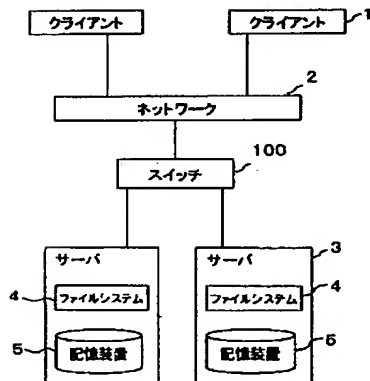 クライアント
クライアント
1
2
ネットワーク
100
スイッチ
サーバ
サーバ
3
4
ファイルシステム
ファイルシステム
4
5
記憶装置
記憶装置
5